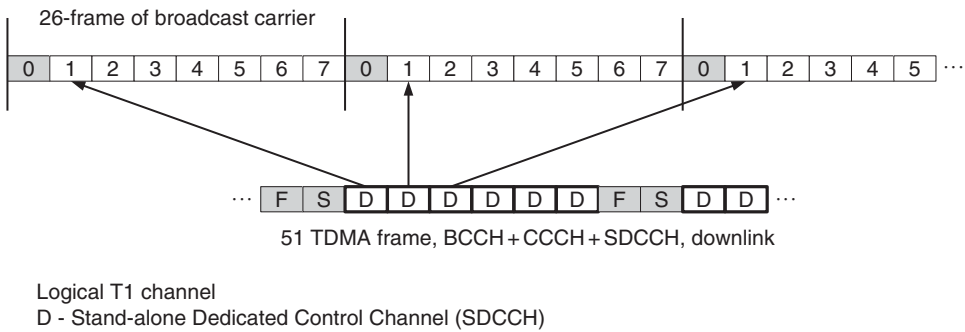 26-frame of broadcast carrier
0 1 2 3 4 5 6 7 0 1 2 3 4 5 6 7 0 1 2 3 4 5 ...
... F S D D D D D D F S D D ...
51 TDMA frame, BCCH + CCCH + SDCCH, downlink
Logical T1 channel
D - Stand-alone Dedicated Control Channel (SDCCH)